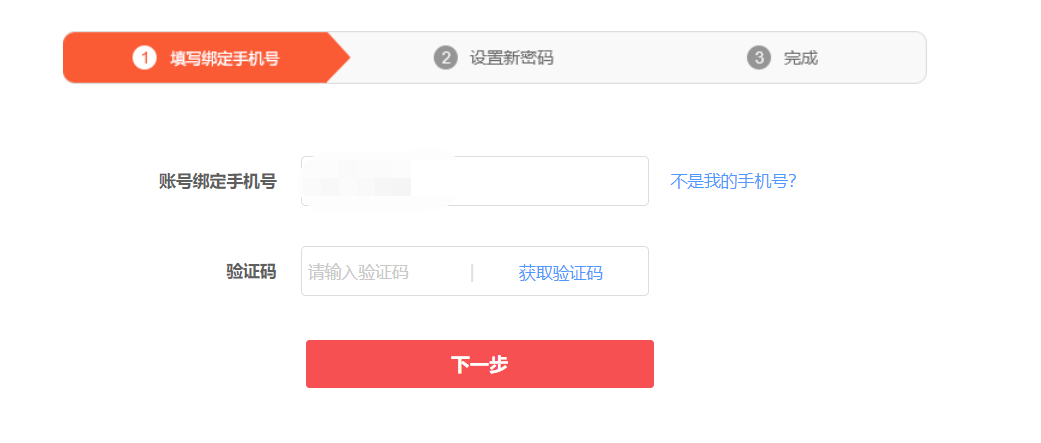 1 填写绑定手机号 2 设置新密码 3 完成
账号绑定手机号 不是我的手机号?
验证码 请输入验证码 | 获取验证码
下一步